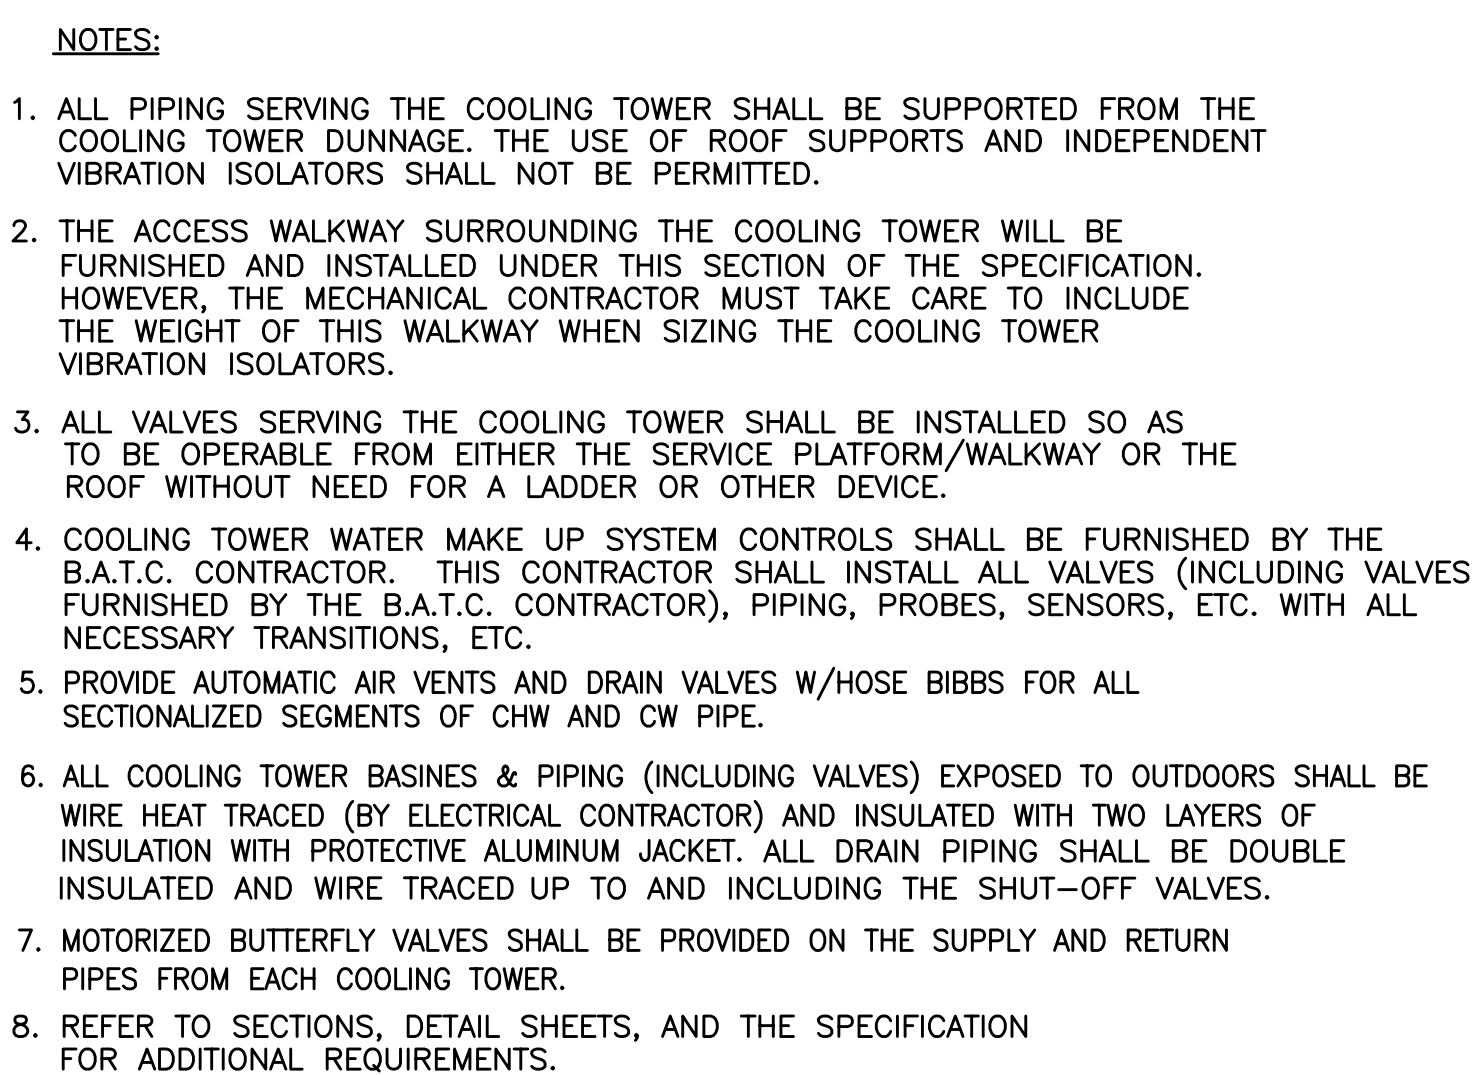 NOTES:
1. ALL PIPING SERVING THE COOLING TOWER SHALL BE SUPPORTED FROM THE
COOLING TOWER DUNNAGE. THE USE OF ROOF SUPPORTS AND INDEPENDENT
VIBRATION ISOLATORS SHALL NOT BE PERMITTED.
2. THE ACCESS WALKWAY SURROUNDING THE COOLING TOWER WILL BE
FURNISHED AND INSTALLED UNDER THIS SECTION OF THE SPECIFICATION.
HOWEVER, THE MECHANICAL CONTRACTOR MUST TAKE CARE TO INCLUDE
THE WEIGHT OF THIS WALKWAY WHEN SIZING THE COOLING TOWER
VIBRATION ISOLATORS.
3. ALL VALVES SERVING THE COOLING TOWER SHALL BE INSTALLED SO AS
TO BE OPERABLE FROM EITHER THE SERVICE PLATFORM/WALKWAY OR THE
ROOF WITHOUT NEED FOR A LADDER OR OTHER DEVICE.
4. COOLING TOWER WATER MAKE UP SYSTEM CONTROLS SHALL BE FURNISHED BY THE
B.A.T.C. CONTRACTOR. THIS CONTRACTOR SHALL INSTALL ALL VALVES (INCLUDING VALVES
FURNISHED BY THE B.A.T.C. CONTRACTOR), PIPING, PROBES, SENSORS, ETC. WITH ALL
NECESSARY TRANSITIONS, ETC.
5. PROVIDE AUTOMATIC AIR VENTS AND DRAIN VALVES W/HOSE BIBBS FOR ALL
SECTIONALIZED SEGMENTS OF CHW AND CW PIPE.
6. ALL COOLING TOWER BASINES & PIPING (INCLUDING VALVES) EXPOSED TO OUTDOORS SHALL BE
WIRE HEAT TRACED (BY ELECTRICAL CONTRACTOR) AND INSULATED WITH TWO LAYERS OF
INSULATION WITH PROTECTIVE ALUMINUM JACKET. ALL DRAIN PIPING SHALL BE DOUBLE
INSULATED AND WIRE TRACED UP TO AND INCLUDING THE SHUT-OFF VALVES.
7. MOTORIZED BUTTERFLY VALVES SHALL BE PROVIDED ON THE SUPPLY AND RETURN
PIPES FROM EACH COOLING TOWER.
8. REFER TO SECTIONS, DETAIL SHEETS, AND THE SPECIFICATION
FOR ADDITIONAL REQUIREMENTS.